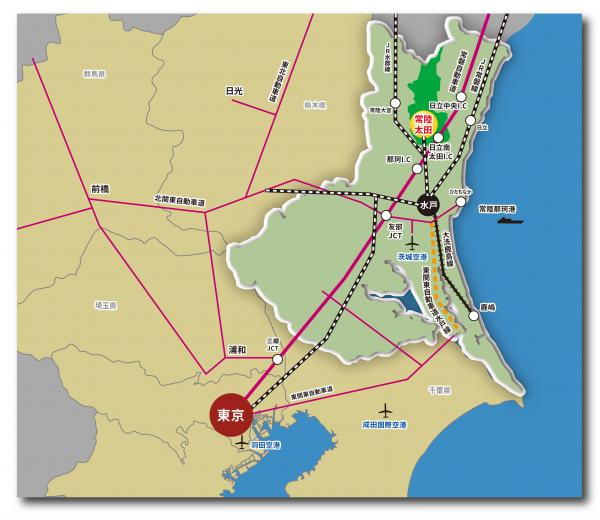 群馬県
日光
東北自動車道
栃木県
JR水郡線
常磐自動車道
JR常磐線
日立中央I.C
常陸大宮
常陸
太田
日立
日立南
太田I.C
那珂I.C
前橋
北関東自動車道
水戸
ひたちなか
常陸那珂港
友部
JCT
茨城空港
大洗鹿島線
東関東自動車道水戸線
埼玉県
鹿嶋
浦和
三郷
JCT
東関東自動車道
千葉県
東京
成田国際空港
羽田空港